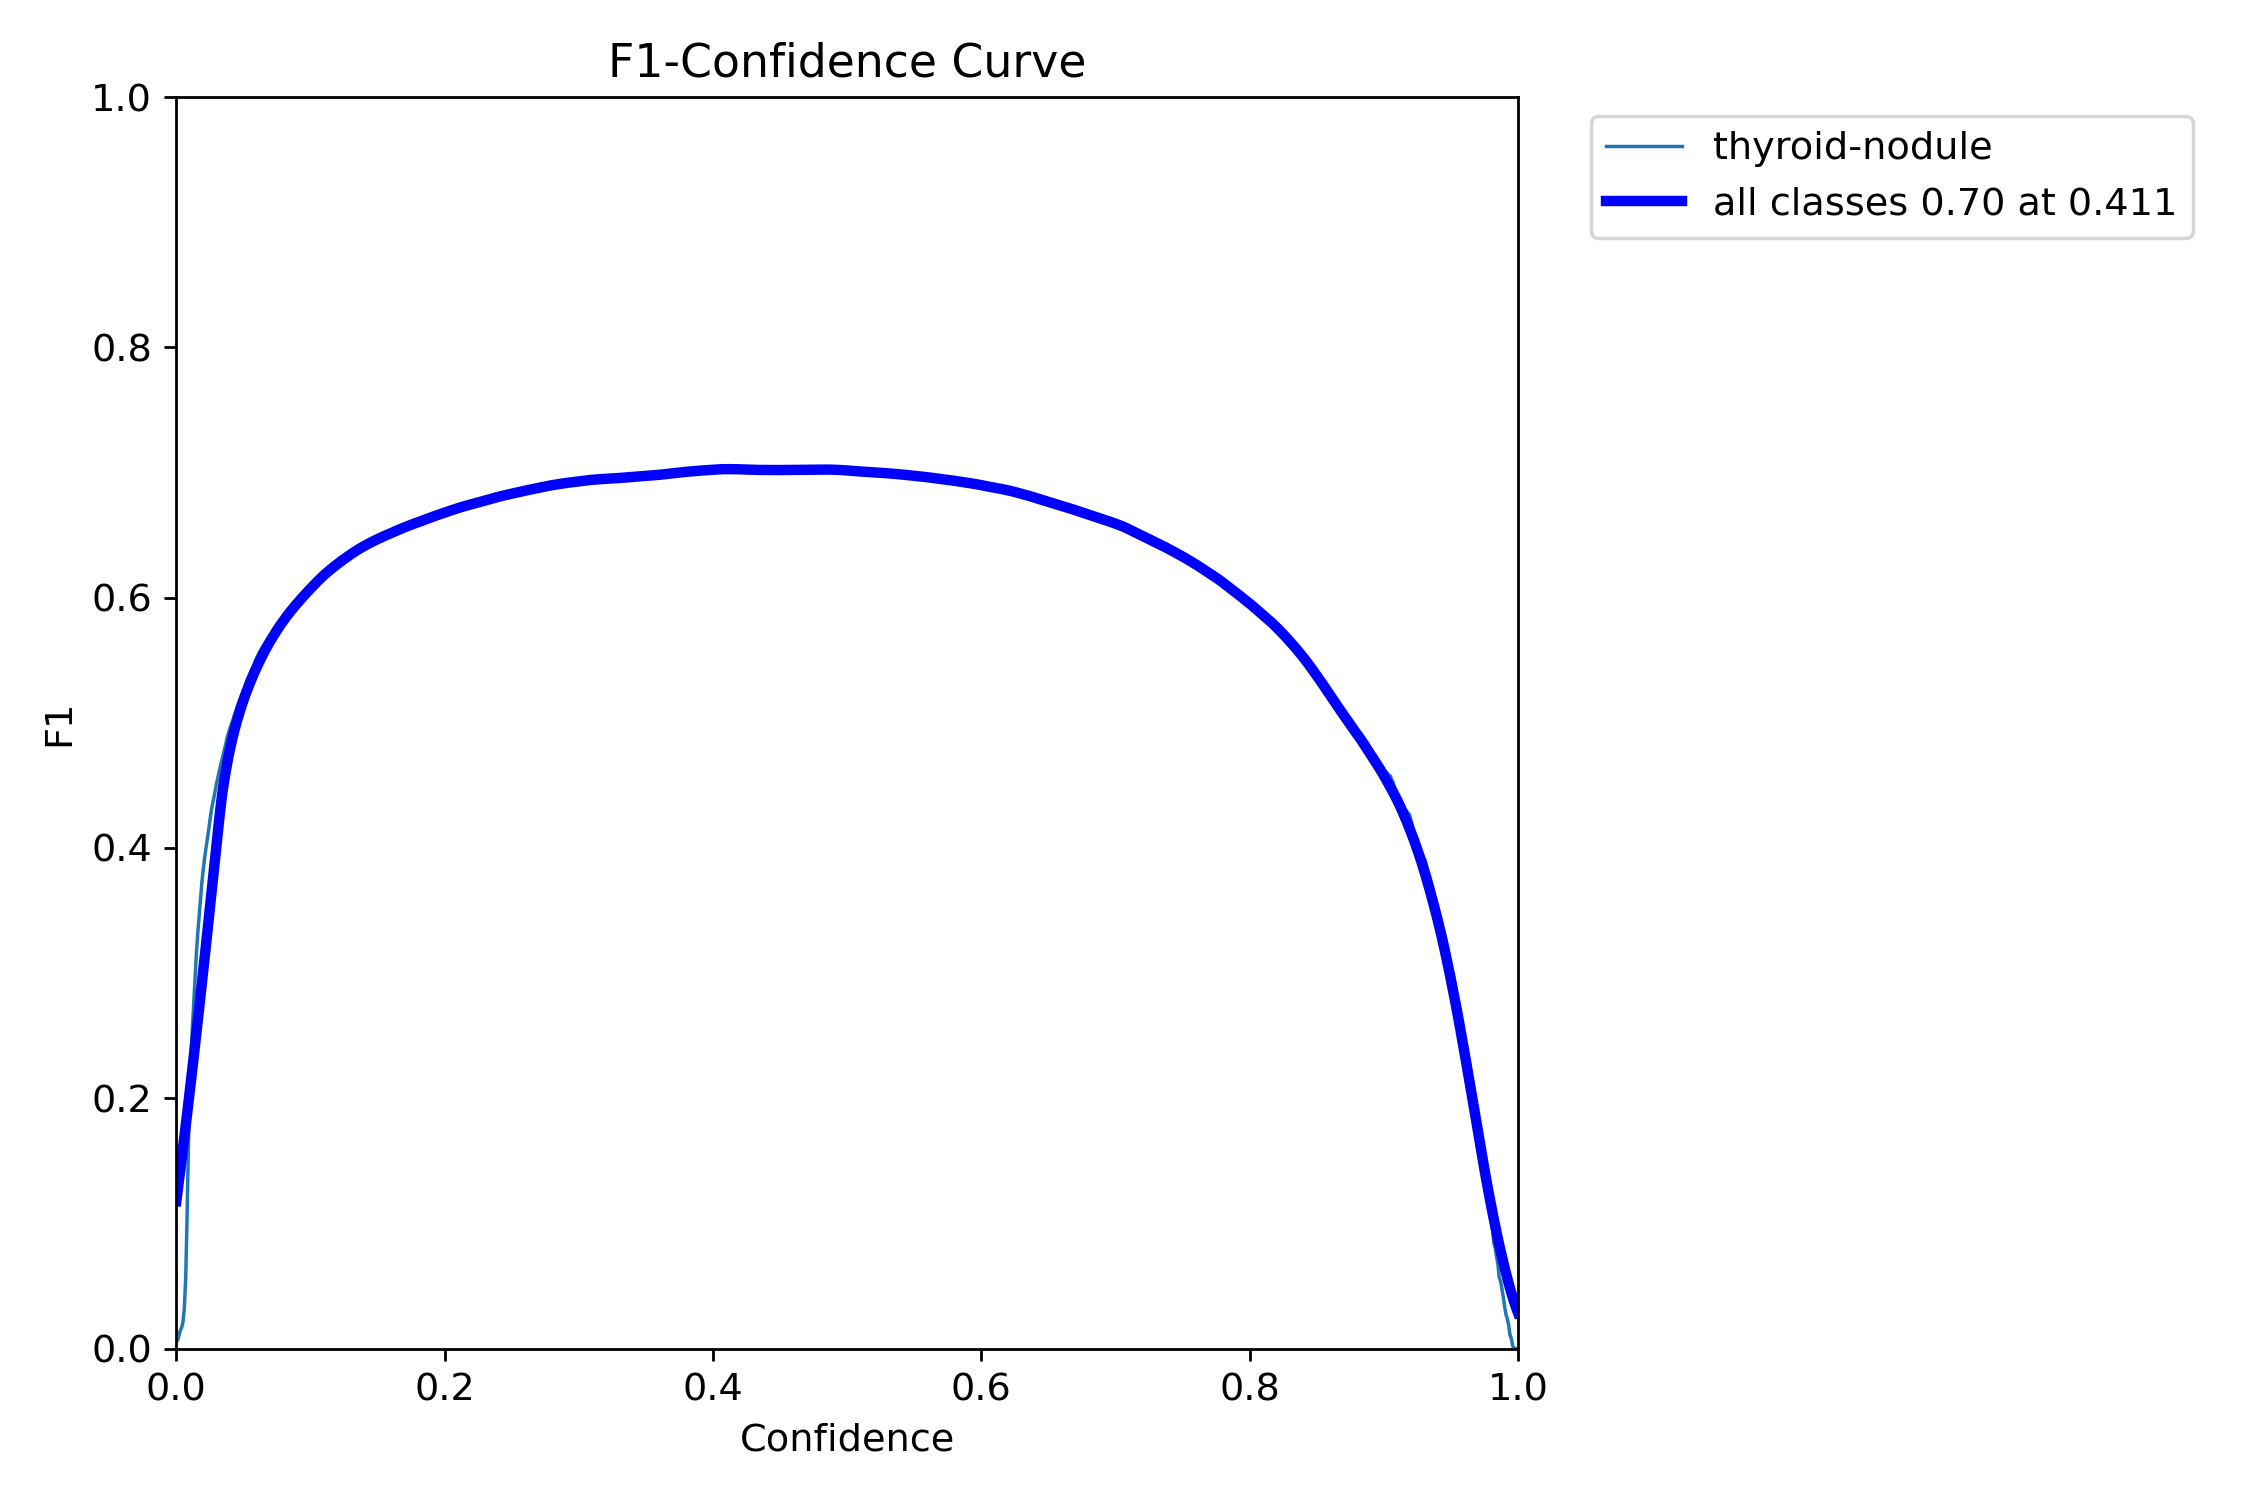 F1-Confidence Curve
thyroid-nodule
all classes 0.70 at 0.411
1.0
0.8
0.6
0.4
0.2
0.0
F1
0.0 0.2 0.4 0.6 0.8 1.0
Confidence